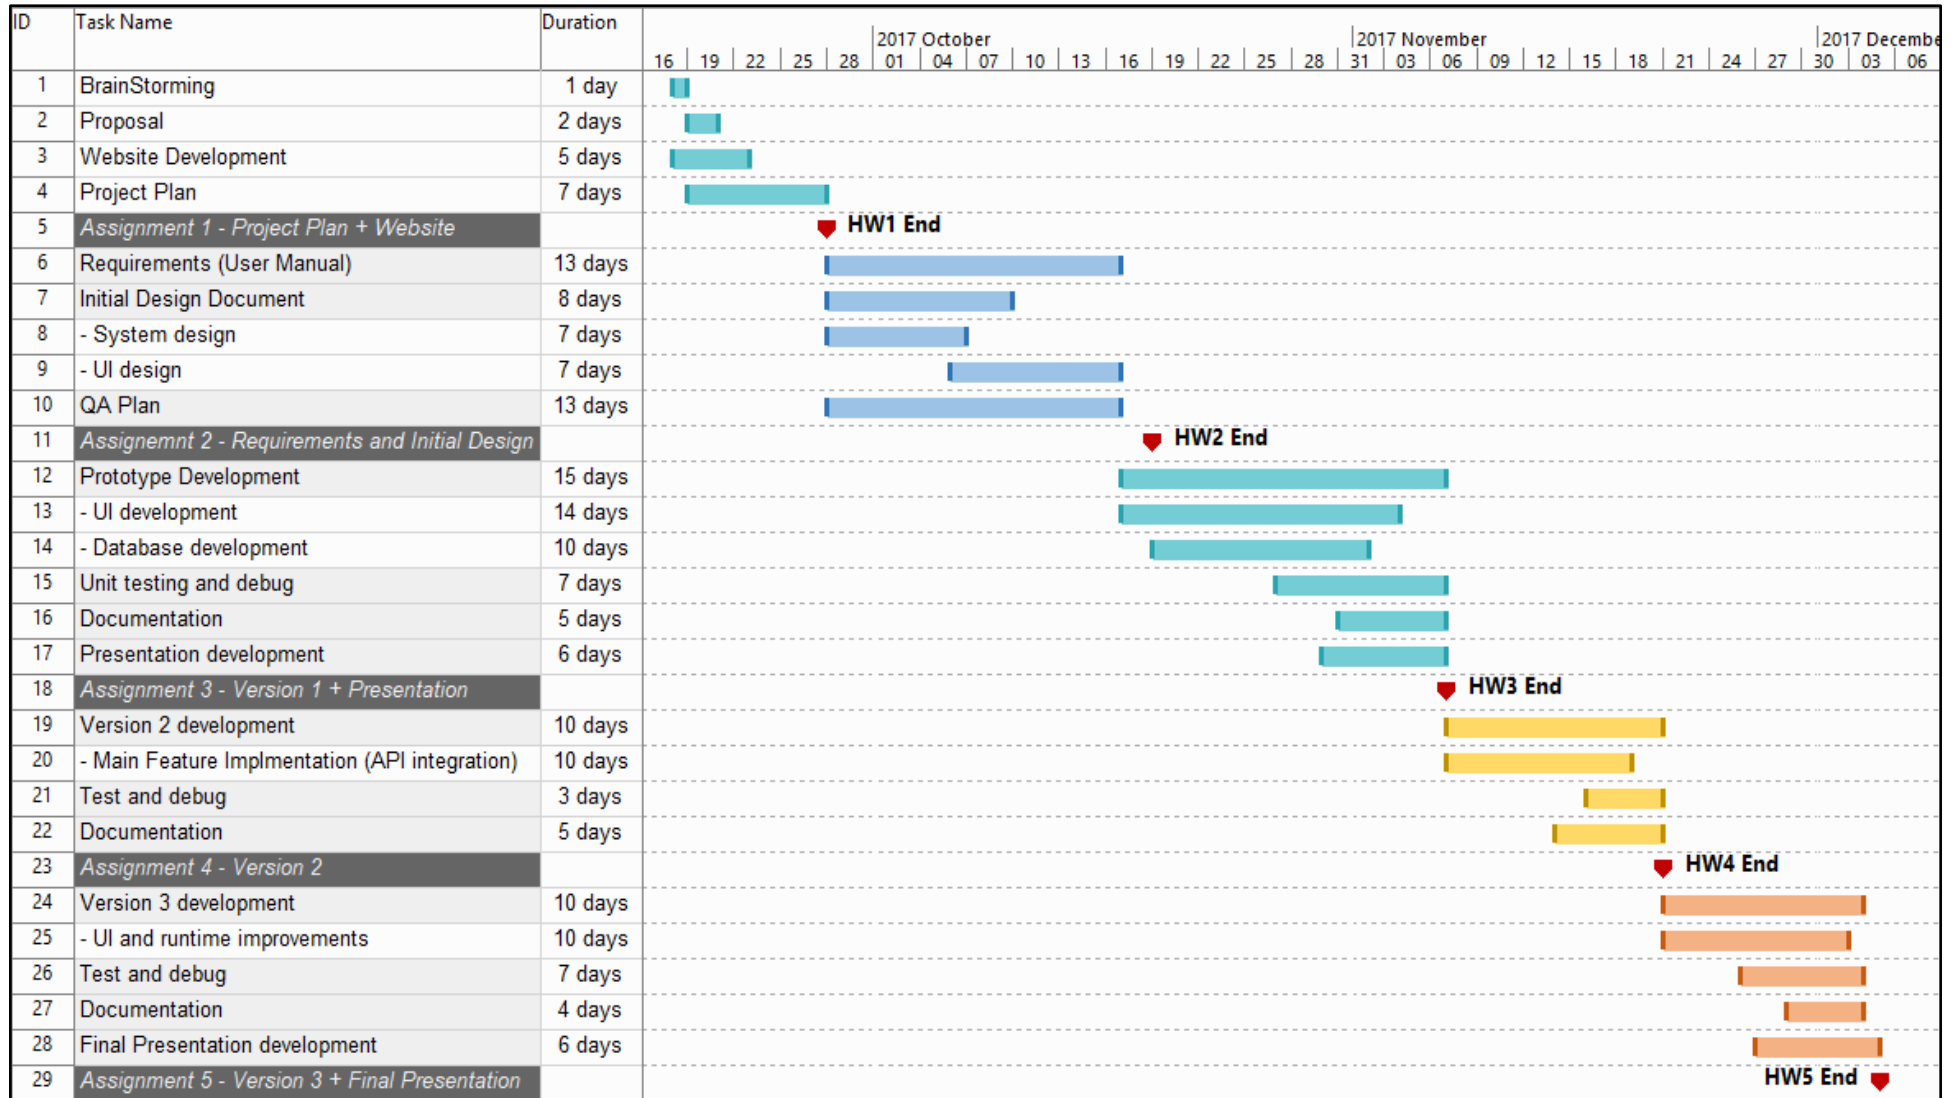 ID Task Name Duration
2017 October 2017 November 2017 Decembe
16 19 22 25 28 01 04 07 10 13 16 19 22 25 28 31 03 06 09 12 15 18 21 24 27 30 03 06
1 BrainStorming 1 day
2 Proposal 2 days
3 Website Development 5 days
4 Project Plan 7 days
5 Assignment 1 - Project Plan + Website HW1 End
6 Requirements (User Manual) 13 days
7 Initial Design Document 8 days
8 - System design 7 days
9 - UI design 7 days
10 QA Plan 13 days
11 Assignemnt 2 - Requirements and Initial Design HW2 End
12 Prototype Development 15 days
13 - UI development 14 days
14 - Database development 10 days
15 Unit testing and debug 7 days
16 Documentation 5 days
17 Presentation development 6 days
18 Assignment 3 - Version 1 + Presentation HW3 End
19 Version 2 development 10 days
20 - Main Feature Implmentation (API integration) 10 days
21 Test and debug 3 days
22 Documentation 5 days
23 Assignment 4 - Version 2 HW4 End
24 Version 3 development 10 days
25 - UI and runtime improvements 10 days
26 Test and debug 7 days
27 Documentation 4 days
28 Final Presentation development 6 days
29 Assignment 5 - Version 3 + Final Presentation HW5 End